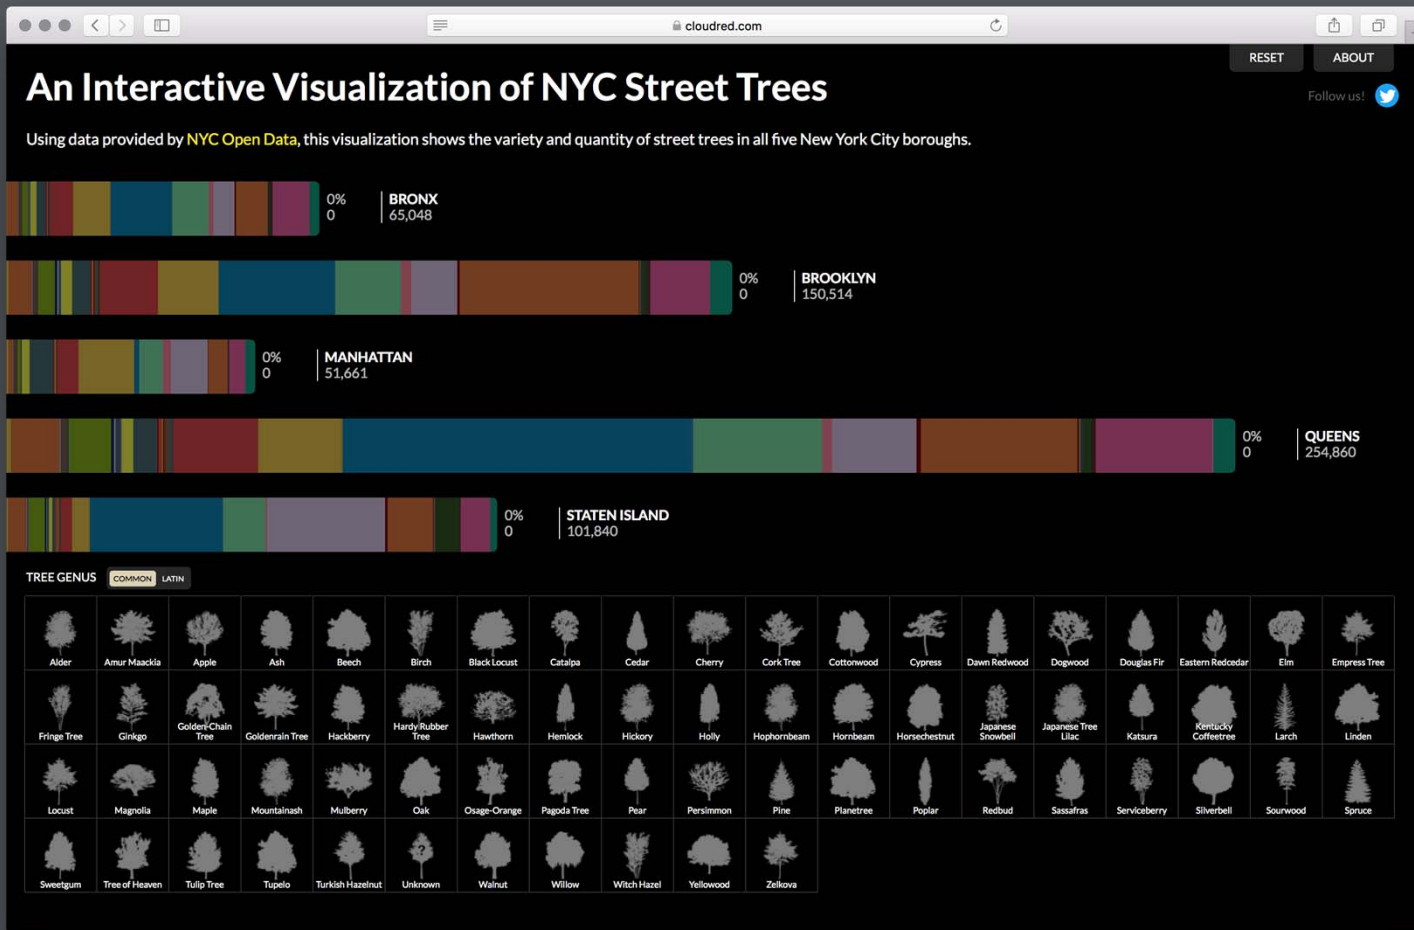 cloudred.com
RESET
ABOUT
An Interactive Visualization of NYC Street Trees
Follow us!
Using data provided by NYC Open Data, this visualization shows the variety and quantity of street trees in all five New York City boroughs.
0%
0
BRONX
65,048
0%
0
BROOKLYN
150,514
0%
0
MANHATTAN
51,661
0%
0
QUEENS
254,860
0%
0
STATEN ISLAND
101,840
TREE GENUS
COMMON
LATIN
Alder
Amur Maackia
Apple
Ash
Beech
Birch
Black Locust
Catalpa
Cedar
Cherry
Cork Tree
Cottonwood
Cypress
Dawn Redwood
Dogwood
Douglas Fir
Eastern Redcedar
Elm
Empress Tree
Fringe Tree
Ginkgo
Golden-Chain
Tree
Goldenrain Tree
Hackberry
Hardy Rubber
Tree
Hawthorn
Hemlock
Hickory
Holly
Hophornbeam
Hornbeam
Horsechestnut
Japanese
Snowbell
Japanese Tree
Lilac
Katsura
Kentucky
Coffeetree
Larch
Linden
Locust
Magnolia
Maple
Mountainash
Mulberry
Oak
Osage-Orange
Pagoda Tree
Pear
Persimmon
Pine
Planetree
Poplar
Redbud
Sassafras
Serviceberry
Silverbell
Sourwood
Spruce
Sweetgum
Tree of Heaven
Tulip Tree
Tupelo
Turkish Hazelnut
?
Unknown
Walnut
Willow
Witch Hazel
Yellowood
Zelkova